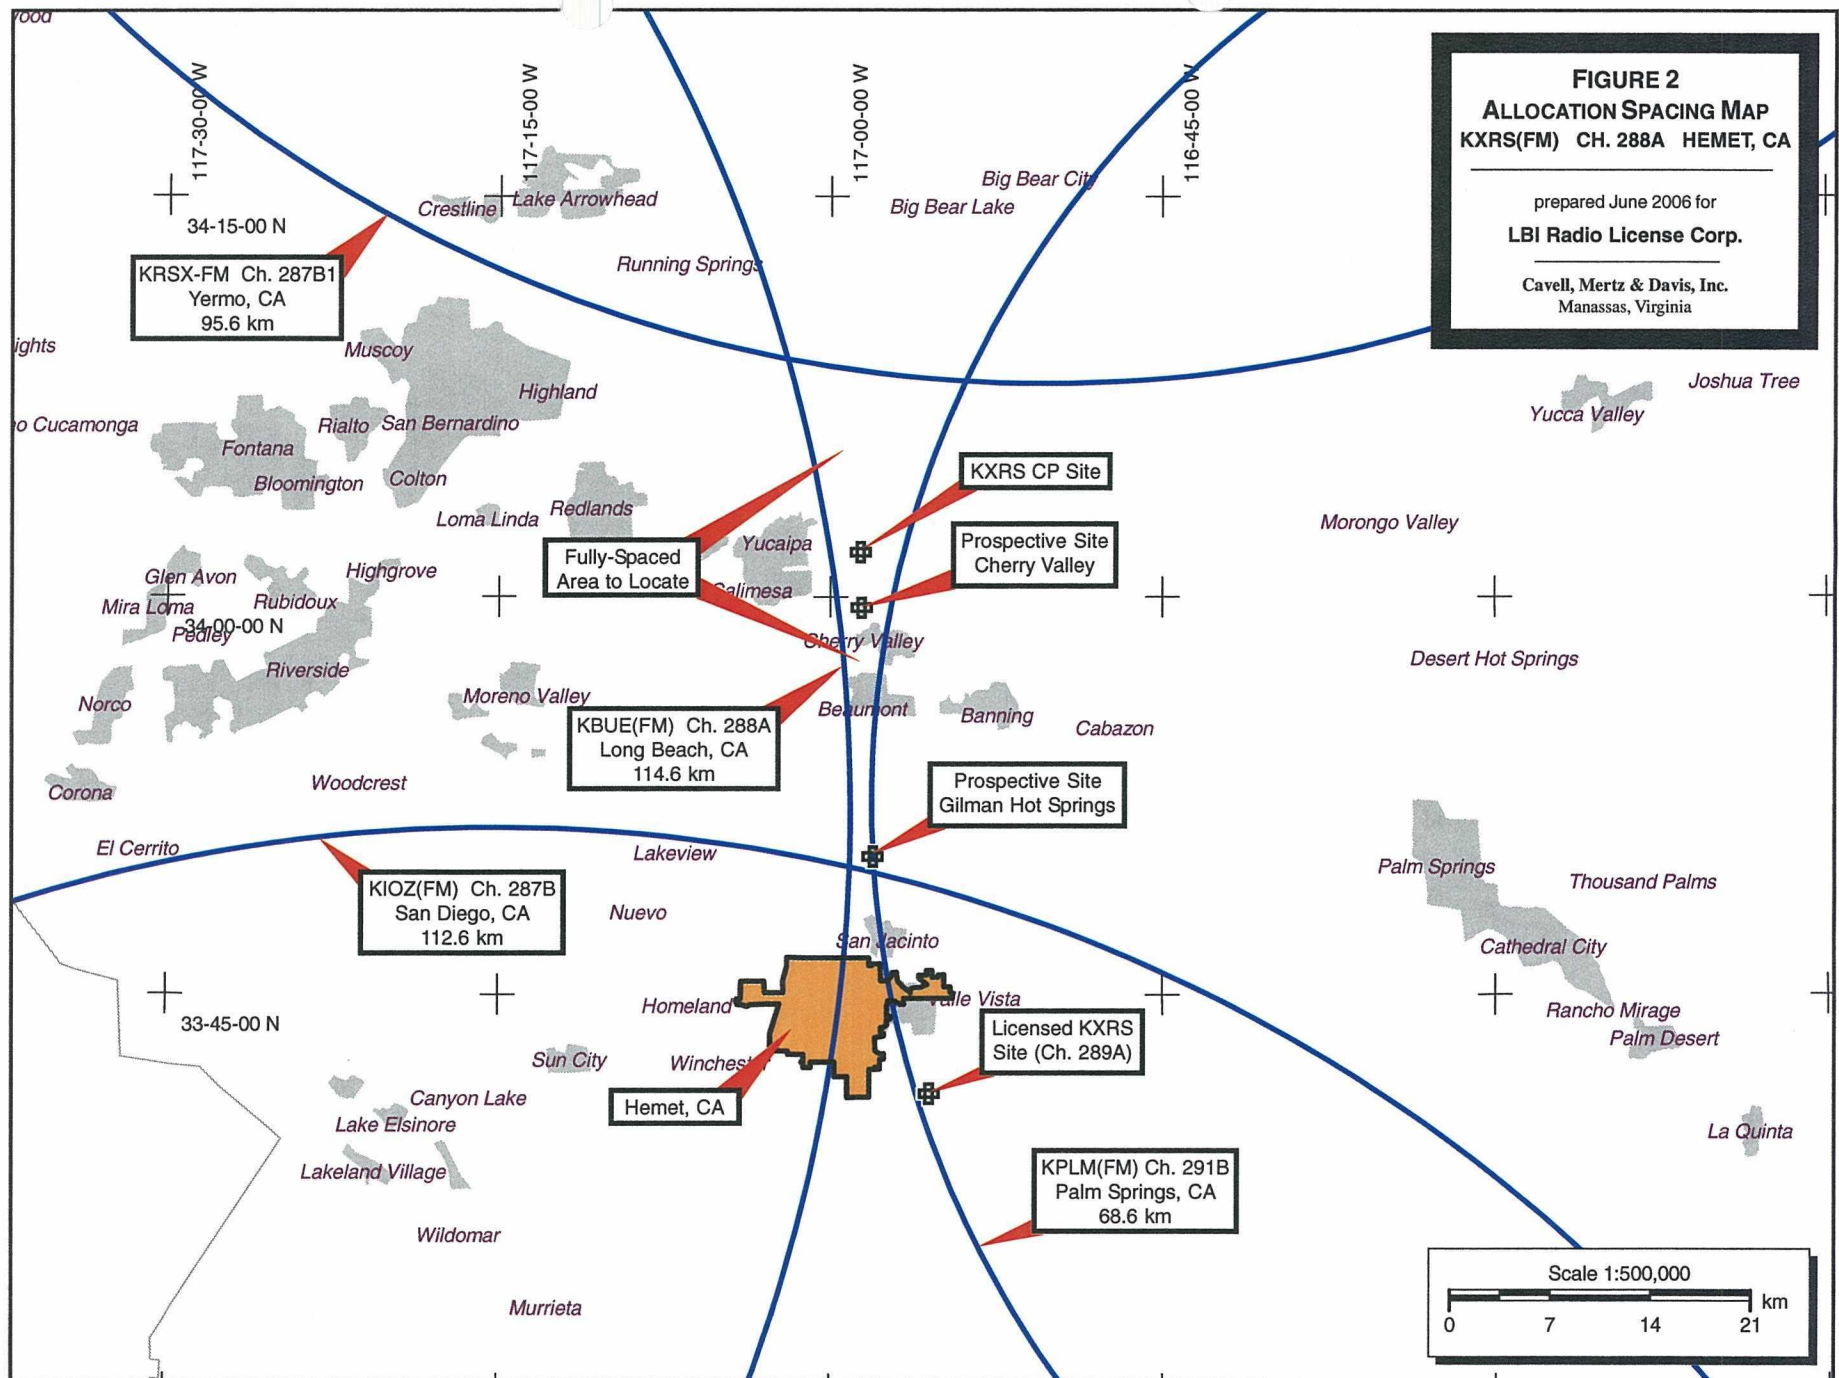 ood
117-30-00 W
117-15-00 W
117-00-00 W
116-45-00 W
FIGURE 2
ALLOCATION SPACING MAP
KXRS(FM) CH. 288A HEMET, CA
prepared June 2006 for
LBI Radio License Corp.
Cavell, Mertz & Davis, Inc.
Manassas, Virginia
Big Bear City
Big Bear Lake
Lake Arrowhead
Crestline
34-15-00 N
Running Springs
KRSX-FM Ch. 287B1
Yermo, CA
95.6 km
ights
Muscoy
Highland
Joshua Tree
Yucca Valley
o Cucamonga
Rialto
San Bernardino
Fontana
Bloomington
Colton
KXRS CP Site
Loma Linda
Redlands
Morongo Valley
Yucaipa
Prospective Site
Cherry Valley
Fully-Spaced
Area to Locate
Glen Avon
Highgrove
Calimesa
Mira Loma
Rubidoux
34-00-00 N
Pedley
Cherry Valley
Riverside
Desert Hot Springs
Norco
Moreno Valley
Beaumont
Banning
Cabazon
KBUE(FM) Ch. 288A
Long Beach, CA
114.6 km
Woodcrest
Corona
Prospective Site
Gilman Hot Springs
El Cerrito
Lakeview
Palm Springs
Thousand Palms
KIOZ(FM) Ch. 287B
San Diego, CA
112.6 km
Nuevo
San Jacinto
Cathedral City
Homeland
Valle Vista
Rancho Mirage
33-45-00 N
Licensed KXRS
Site (Ch. 289A)
Palm Desert
Sun City
Winchester
Canyon Lake
Hemet, CA
Lake Elsinore
La Quinta
Lakeland Village
KPLM(FM) Ch. 291B
Palm Springs, CA
68.6 km
Wildomar
Murrieta
Scale 1:500,000
km
0 7 14 21